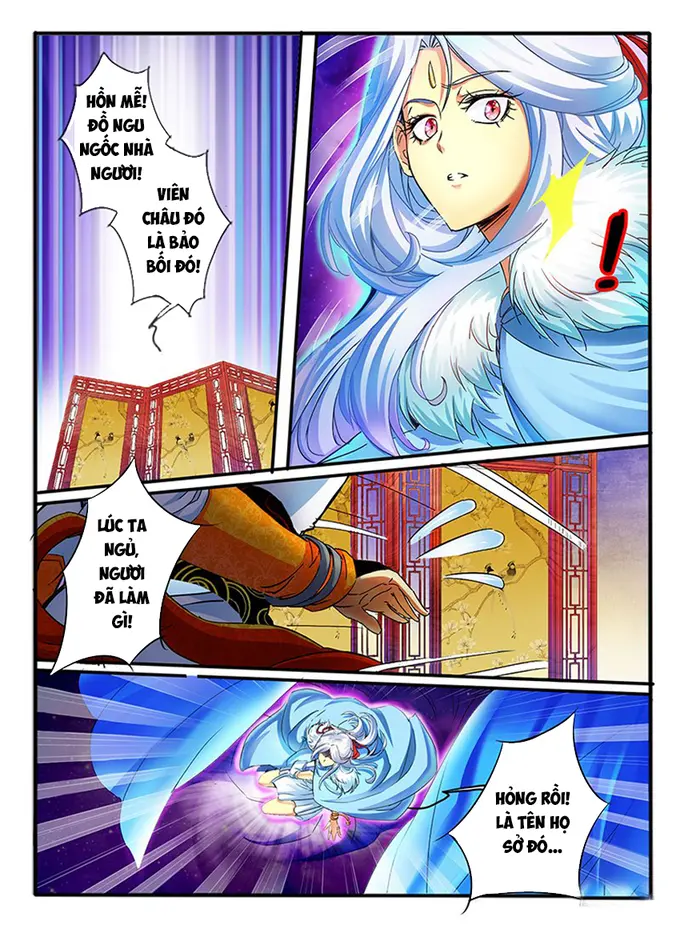 HỒN MỄ!
ĐỒ NGU
NGỐC NHÀ
NGƯƠI!
VIÊN
CHÂU ĐÓ
LÀ BẢO
BỐI ĐÓ!
!
LÚC TA
NGỦ,
NGƯƠI
ĐÃ LÀM
GÌ!
HỎNG RỒI!
LÀ TÊN HỌ
SỞ ĐÓ...